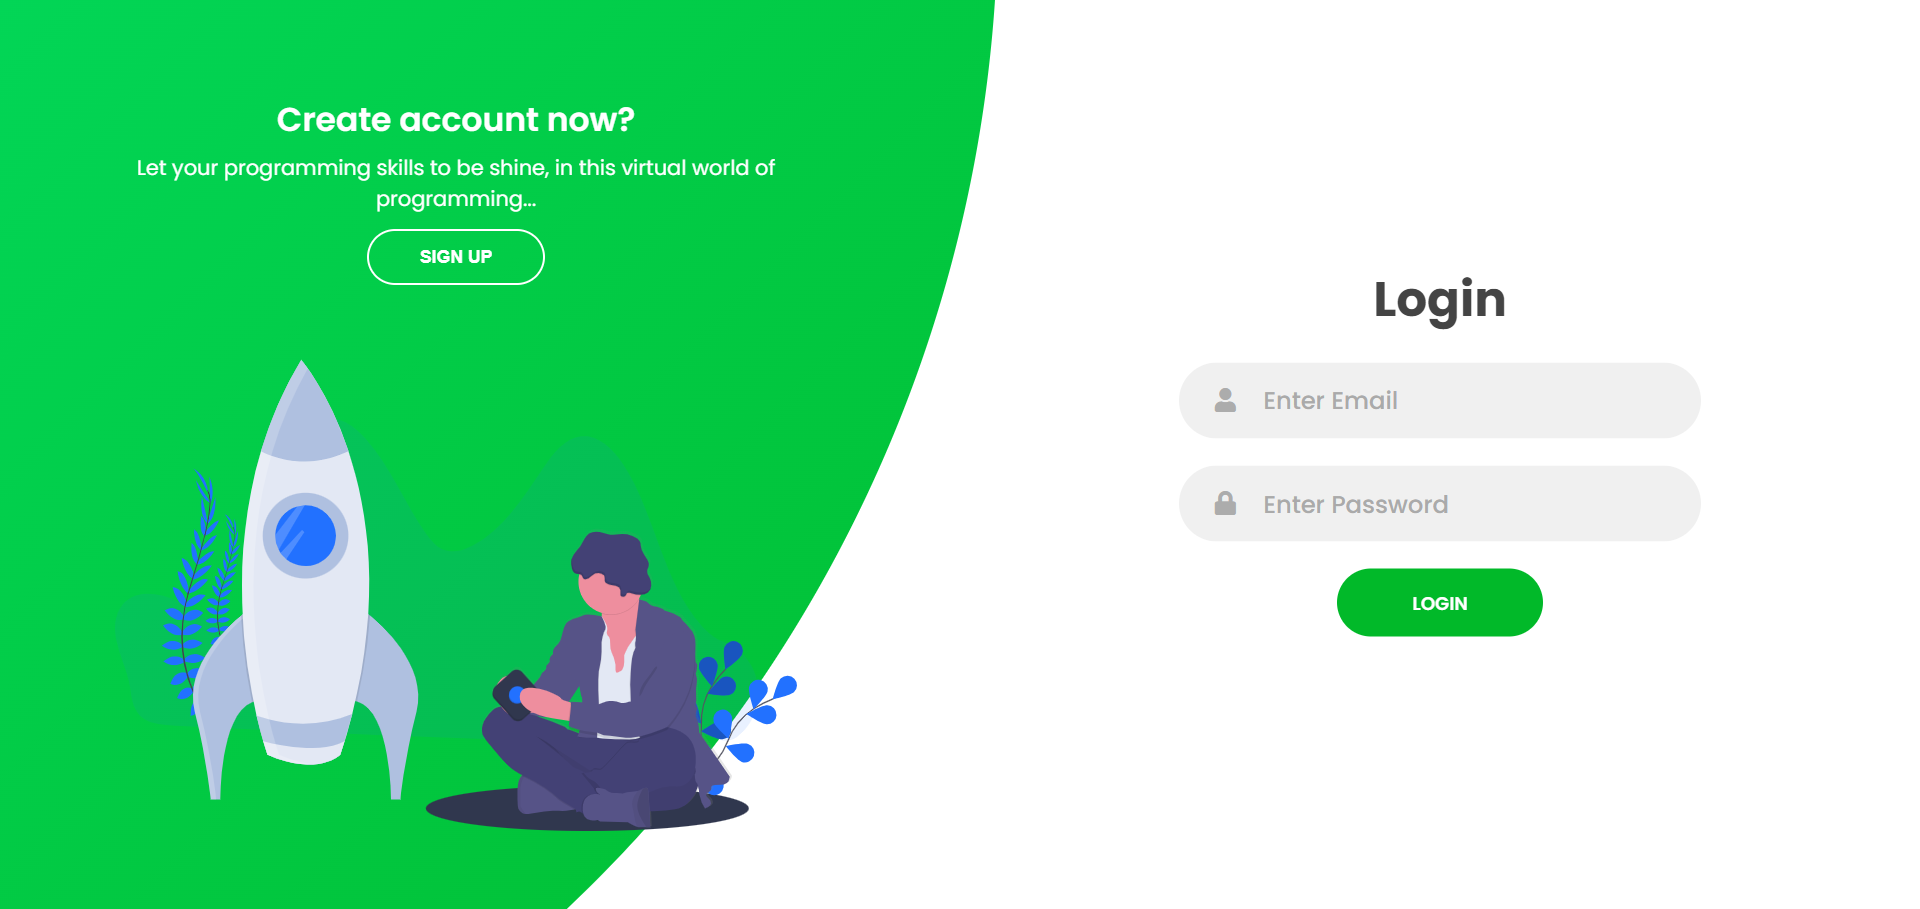 Create account now?
Let your programming skills to be shine, in this virtual world of
programming...
SIGN UP
Login
Enter Email
Enter Password
LOGIN